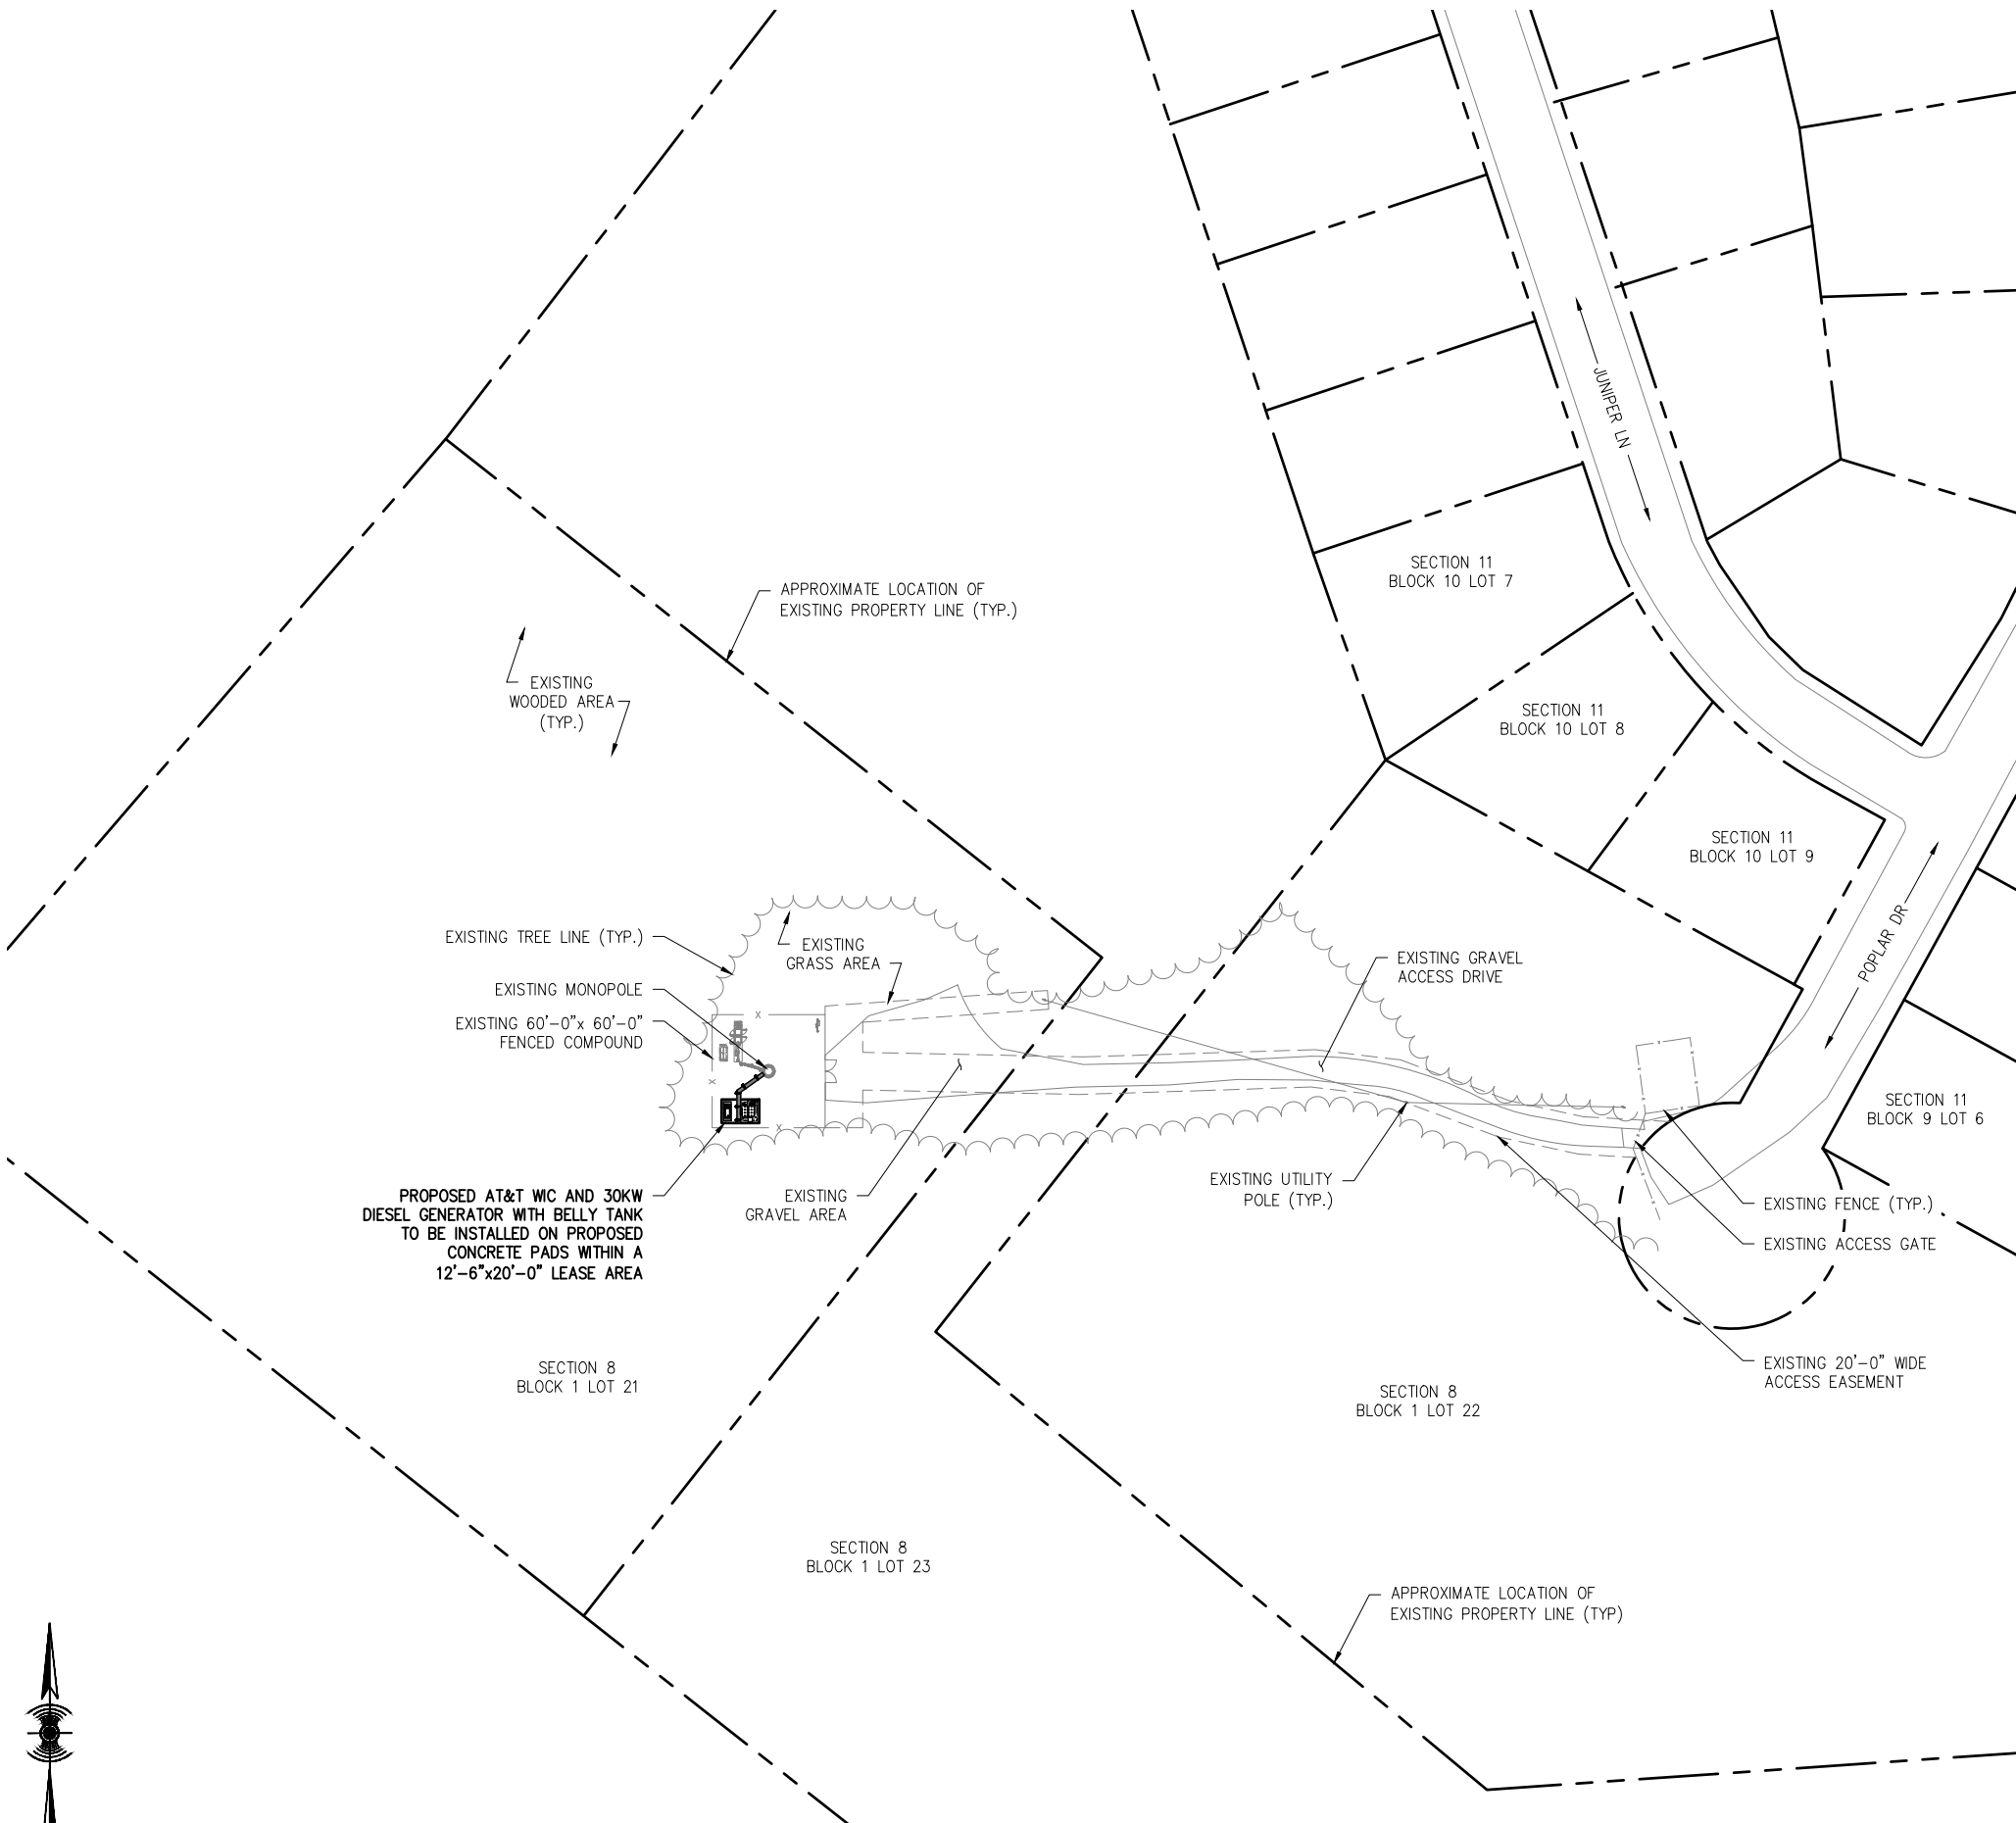 JUNIPER LN
SECTION 11
BLOCK 10 LOT 7
APPROXIMATE LOCATION OF
EXISTING PROPERTY LINE (TYP.)
EXISTING
WOODED AREA
(TYP.)
SECTION 11
BLOCK 10 LOT 8
SECTION 11
BLOCK 10 LOT 9
POPLAR DR
EXISTING TREE LINE (TYP.)
EXISTING
GRASS AREA
EXISTING GRAVEL
ACCESS DRIVE
EXISTING MONOPOLE
EXISTING 60'-0"x 60'-0"
FENCED COMPOUND
X
X
X
SECTION 11
BLOCK 9 LOT 6
PROPOSED AT&T WIC AND 30KW
DIESEL GENERATOR WITH BELLY TANK
TO BE INSTALLED ON PROPOSED
CONCRETE PADS WITHIN A
12'-6"x20'-0" LEASE AREA
EXISTING
GRAVEL AREA
EXISTING UTILITY
POLE (TYP.)
EXISTING FENCE (TYP.)
EXISTING ACCESS GATE
EXISTING 20'-0" WIDE
ACCESS EASEMENT
SECTION 8
BLOCK 1 LOT 21
SECTION 8
BLOCK 1 LOT 22
SECTION 8
BLOCK 1 LOT 23
APPROXIMATE LOCATION OF
EXISTING PROPERTY LINE (TYP)